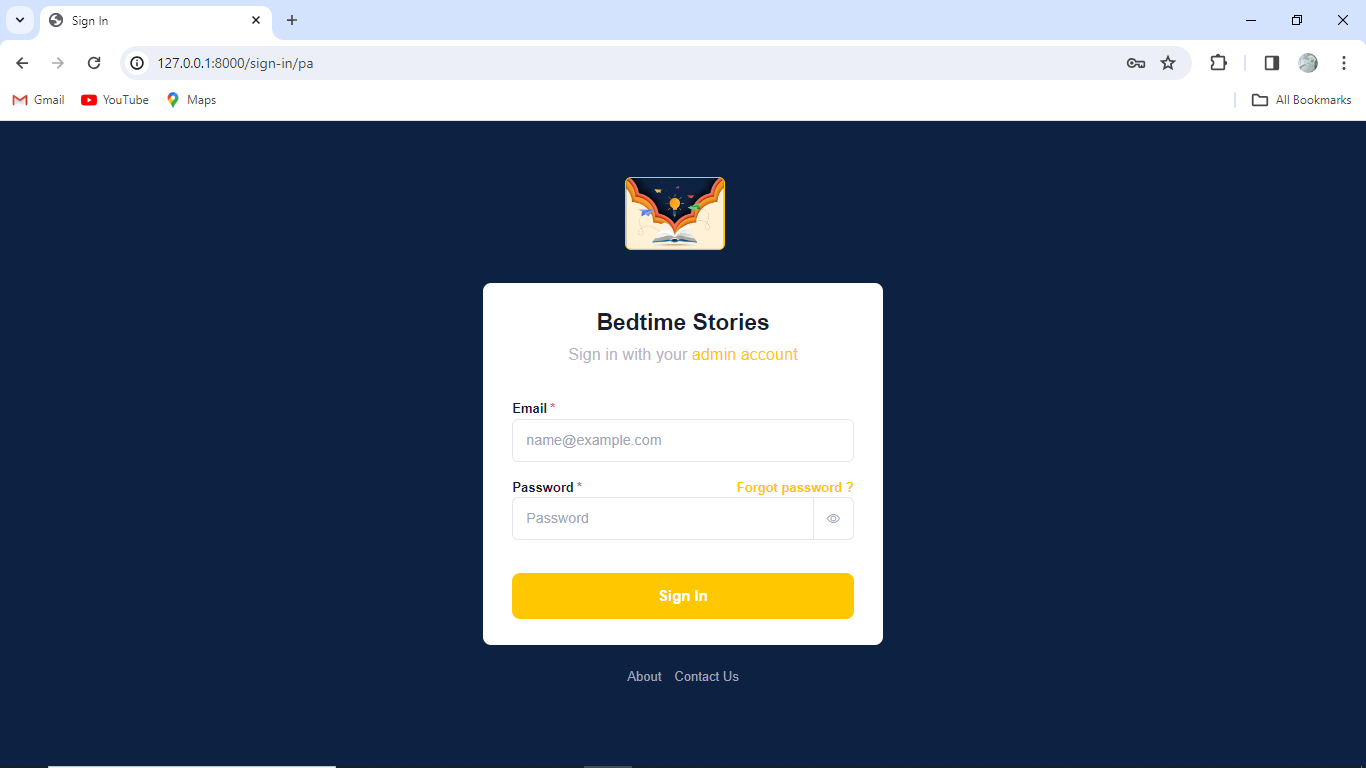 Sign In
127.0.0.1:8000/sign-in/pa
Gmail YouTube Maps All Bookmarks
Bedtime Stories
Sign in with your admin account
Email *
name@example.com
Password * Forgot password ?
Password
Sign In
About Contact Us